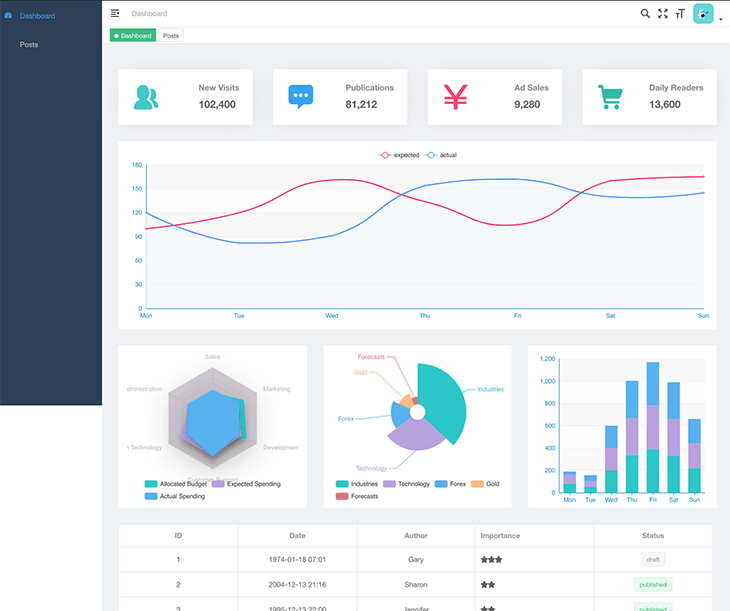 Dashboard
Dashboard
Posts
Dashboard
Posts
New Visits
102,400
Publications
81,212
¥
Ad Sales
9,280
Daily Readers
13,600
expected
actual
180
150
120
90
60
30
0
Mon
Tue
Wed
Thu
Fri
Sat
Sun
Sales
Marketing
Development
Customer Support
Technology
dministration
Allocated Budget
Expected Spending
Actual Spending
Forecasts
Gold
Forex
Technology
Industries
Industries
Technology
Forex
Gold
Forecasts
1,200
1,000
800
600
400
200
0
Mon
Tue
Wed
Thu
Fri
Sat
Sun
ID Date Author Importance Status
1 1974-01-18 07:01 Gary ★★★ draft
2 2004-12-13 21:16 Sharon ★★ published
3 1995-12-13 22:00 Jennifer ★★ published